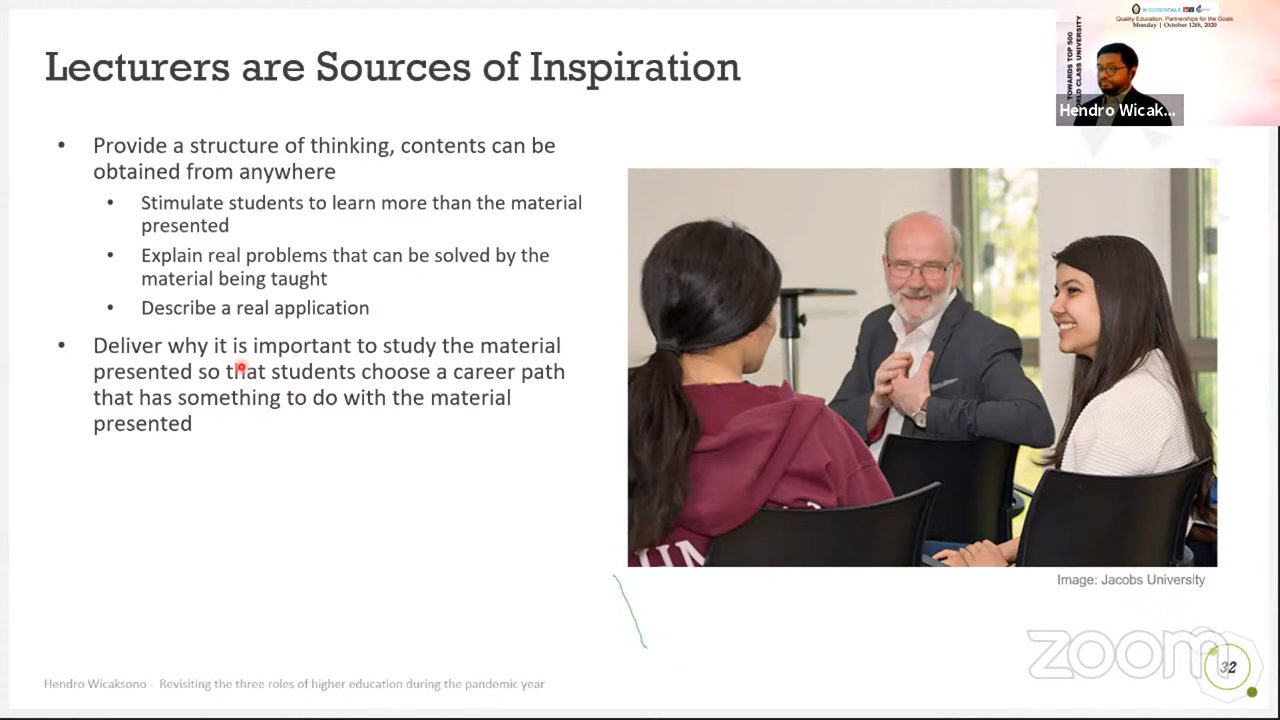 Lecturers are Sources of Inspiration
Quality Education, Partnerships for the Goals
Monday | October 12th, 2020
TOWARDS TOP 500
WORLD CLASS UNIVERSITY
Hendro Wicak...
• Provide a structure of thinking, contents can be
obtained from anywhere
• Stimulate students to learn more than the material
presented
• Explain real problems that can be solved by the
material being taught
• Describe a real application
• Deliver why it is important to study the material
presented so that students choose a career path
that has something to do with the material
presented
UN
Image: Jacobs University
zoom
32
Hendro Wicaksono - Revisiting the three roles of higher education during the pandemic year